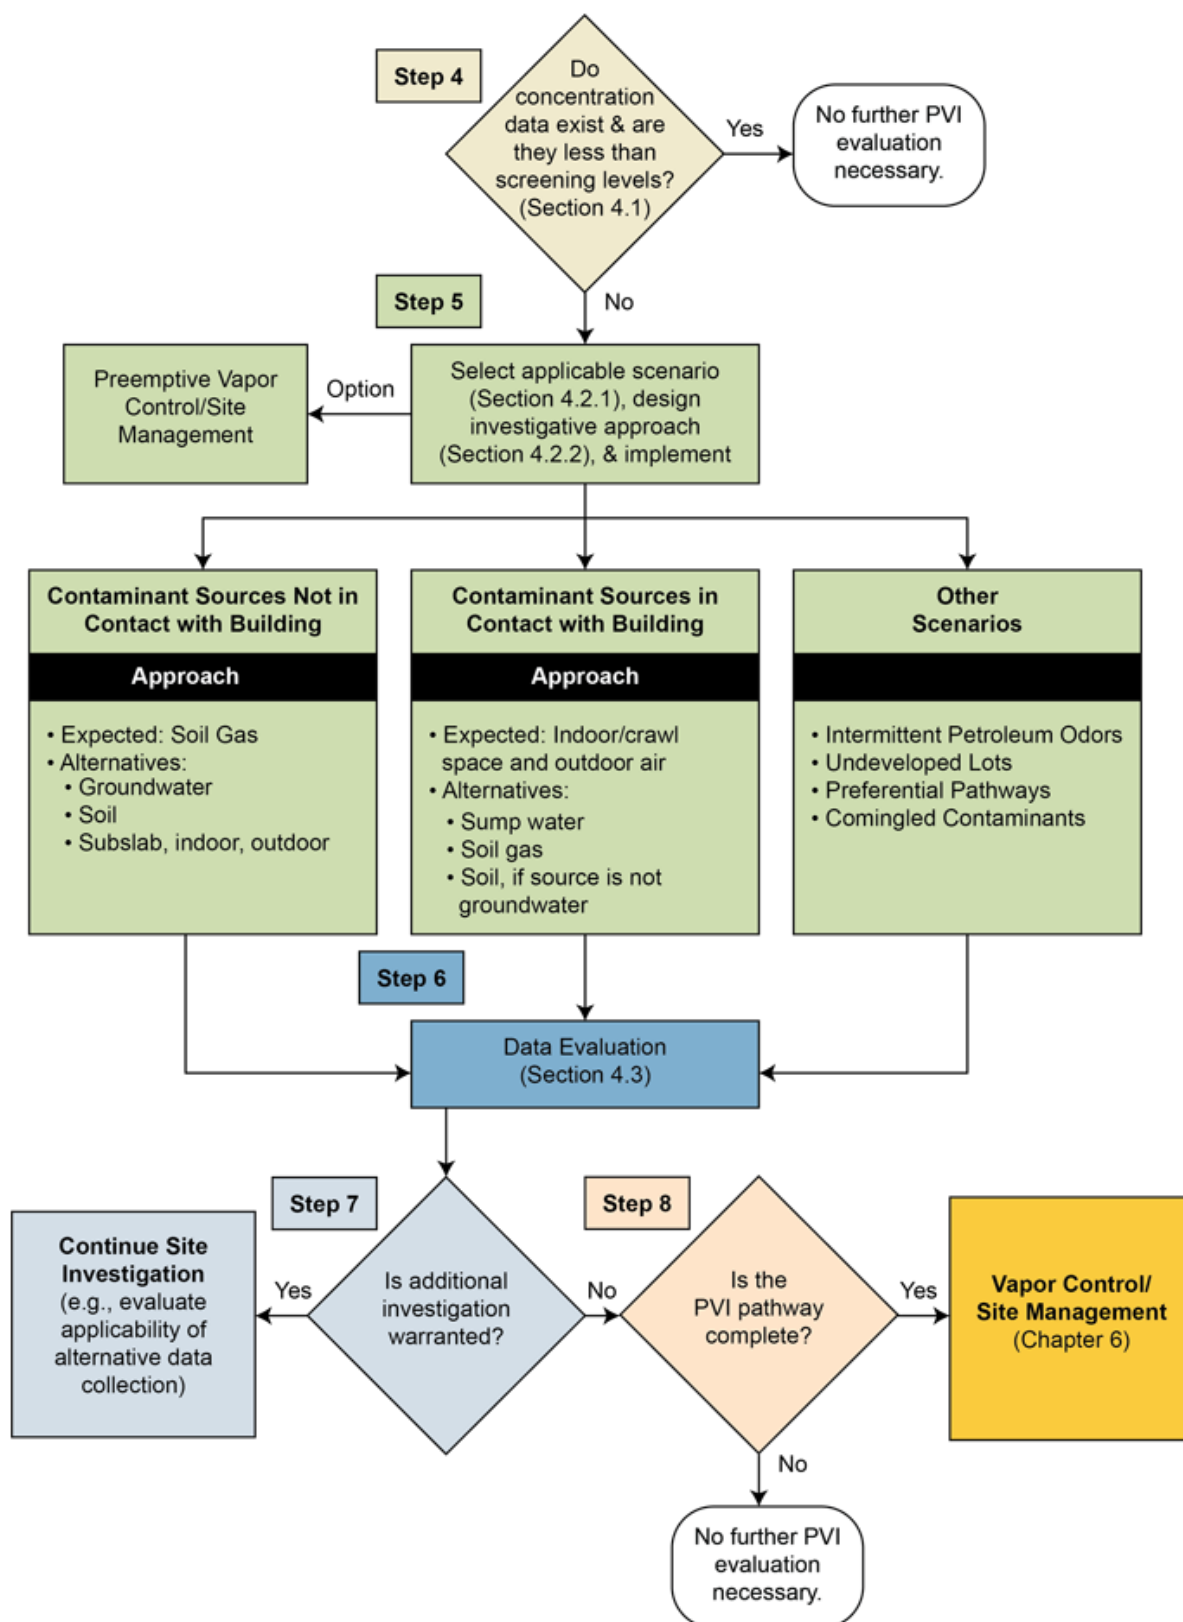 Step 4
Do
concentration
data exist & are
they less than
screening levels?
(Section 4.1)
Yes
No further PVI
evaluation
necessary.
No
Step 5
Select applicable scenario
(Section 4.2.1), design
investigative approach
(Section 4.2.2), & implement
Option
Preemptive Vapor
Control/Site
Management
Contaminant Sources Not in
Contact with Building
Approach
• Expected: Soil Gas
• Alternatives:
• Groundwater
• Soil
• Subslab, indoor, outdoor
Contaminant Sources in
Contact with Building
Approach
• Expected: Indoor/crawl
space and outdoor air
• Alternatives:
• Sump water
• Soil gas
• Soil, if source is not
groundwater
Other
Scenarios
• Intermittent Petroleum Odors
• Undeveloped Lots
• Preferential Pathways
• Comingled Contaminants
Step 6
Data Evaluation
(Section 4.3)
Step 7
Is additional
investigation
warranted?
Yes
Continue Site
Investigation
(e.g., evaluate
applicability of
alternative data
collection)
No
Step 8
Is the
PVI pathway
complete?
Yes
Vapor Control/
Site Management
(Chapter 6)
No
No further PVI
evaluation
necessary.